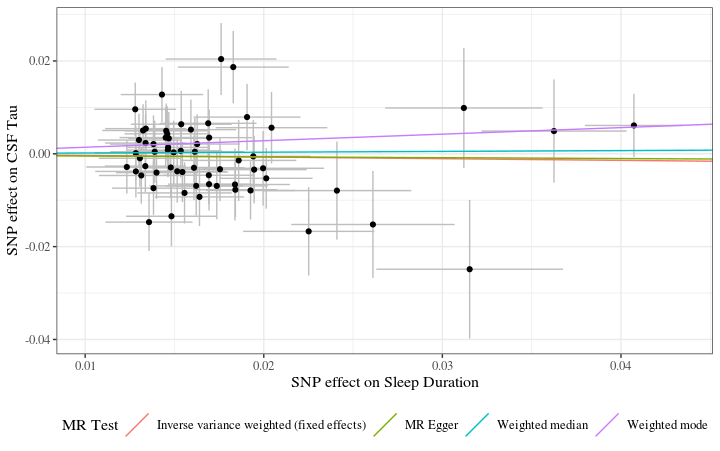 0.02
0.00
-0.02
-0.04
SNP effect on CSF Tau
0.01 0.02 0.03 0.04
SNP effect on Sleep Duration
MR Test Inverse variance weighted (fixed effects) MR Egger Weighted median Weighted mode